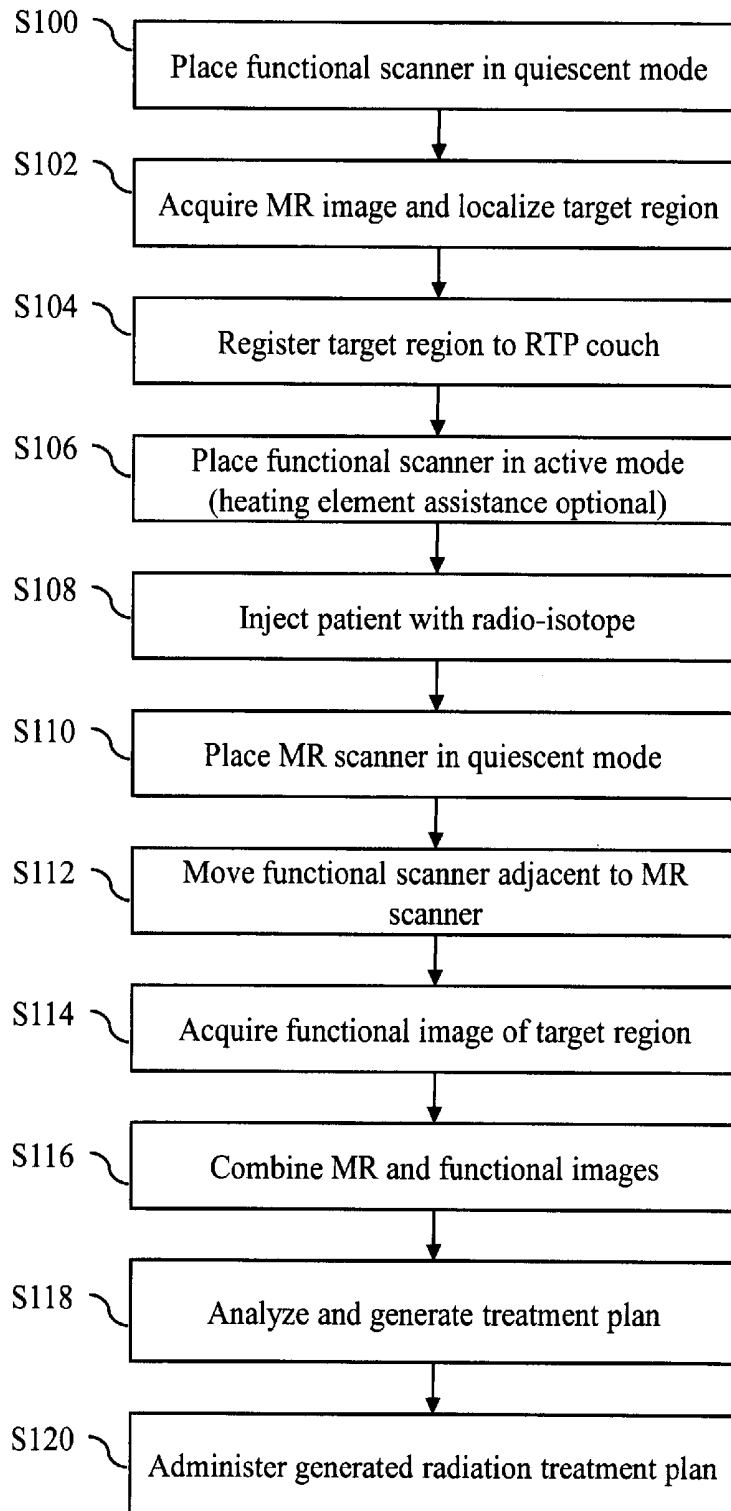 S100
Place functional scanner in quiescent mode
S102
Acquire MR image and localize target region
S104
Register target region to RTP couch
S106
Place functional scanner in active mode
(heating element assistance optional)
S108
Inject patient with radio-isotope
S110
Place MR scanner in quiescent mode
S112
Move functional scanner adjacent to MR
scanner
S114
Acquire functional image of target region
S116
Combine MR and functional images
S118
Analyze and generate treatment plan
S120
Administer generated radiation treatment plan